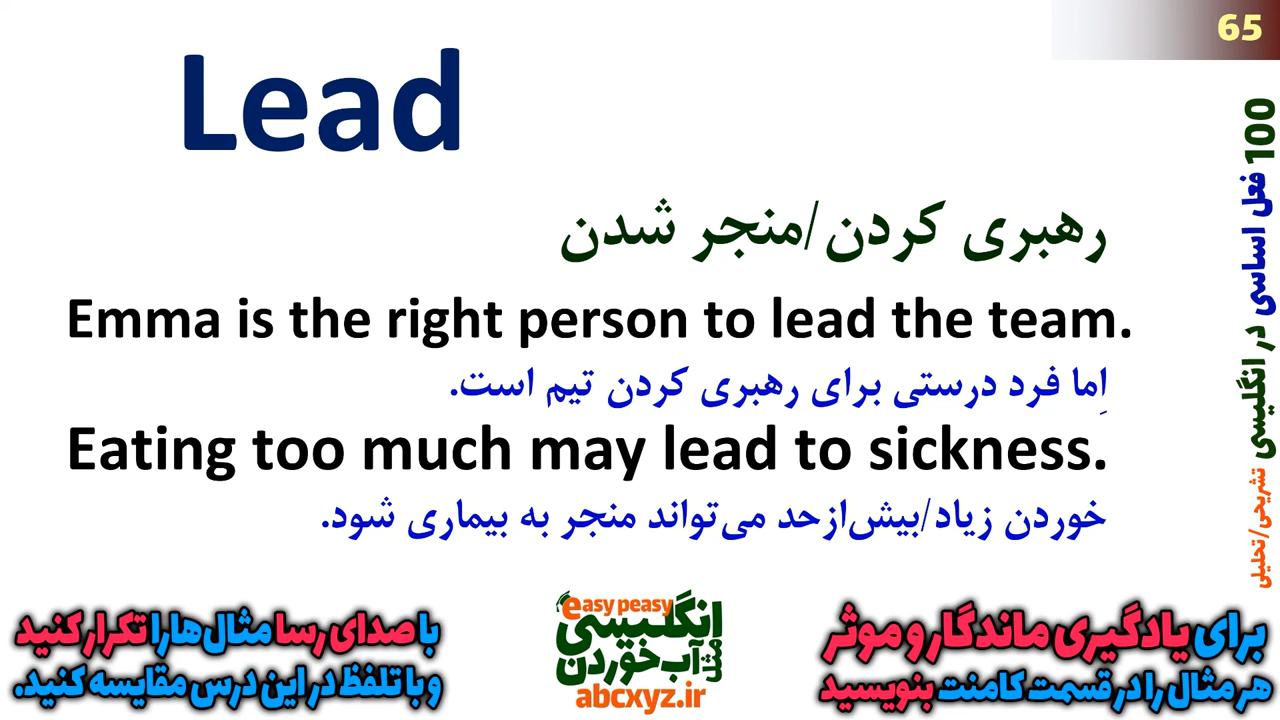 65
Lead
رهبری کردن/منجر شدن
Emma is the right person to lead the team.
اِما فرد درستی برای رهبری کردن تیم است.
Eating too much may lead to sickness.
خوردن زیاد/بیش‌ازحد می‌تواند منجر به بیماری شود.
100 فعل اساسی در انگلیسی تشریحی/تحلیلی
برای یادگیری ماندگار و موثر
هر مثال را در قسمت کامنت بنویسید
easy peasy
انگلیسی
مثل
آب خوردن
abcxyz.ir
با صدای رسا مثال‌ها را تکرار کنید
و با تلفظ در این درس مقایسه کنید.